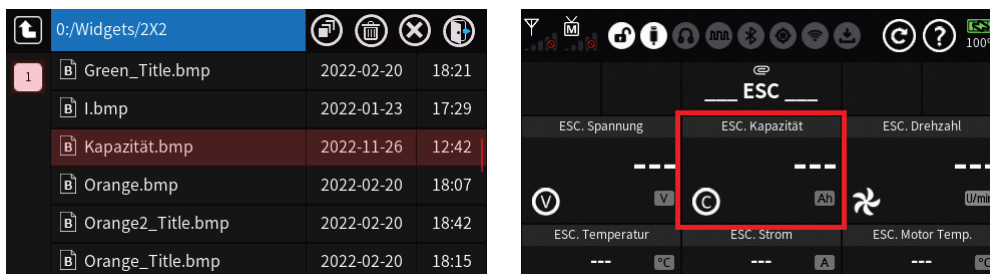 0:/Widgets/2X2
1
B Green_Title.bmp 2022-02-20 18:21
B I.bmp 2022-01-23 17:29
B Kapazität.bmp 2022-11-26 12:42
B Orange.bmp 2022-02-20 18:07
B Orange2_Title.bmp 2022-02-20 18:42
B Orange_Title.bmp 2022-02-20 18:15
M C ? 100%
___ ESC ___
ESC. Spannung ESC. Kapazität ESC. Drehzahl
--- --- ---
V V C Ah U/min
ESC. Temperatur ESC. Strom ESC. Motor Temp.
--- °C --- A --- °C